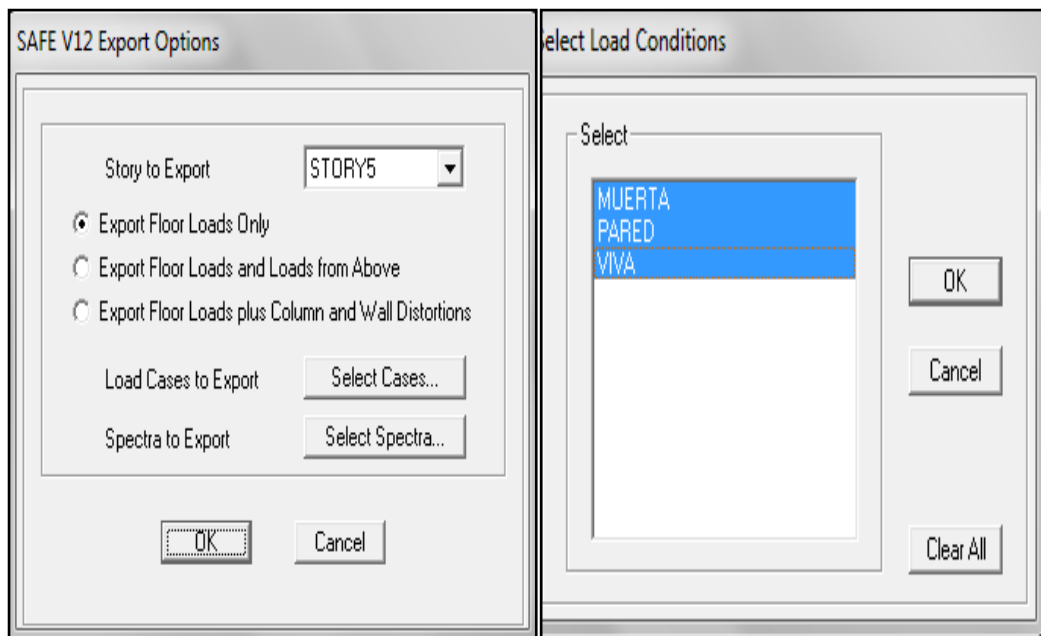 SAFE V12 Export Options
Story to Export STORY5
Export Floor Loads Only
Export Floor Loads and Loads from Above
Export Floor Loads plus Column and Wall Distortions
Load Cases to Export Select Cases...
Spectra to Export Select Spectra...
OK Cancel
Select Load Conditions
Select
MUERTA
PARED
VIVA
OK
Cancel
Clear All